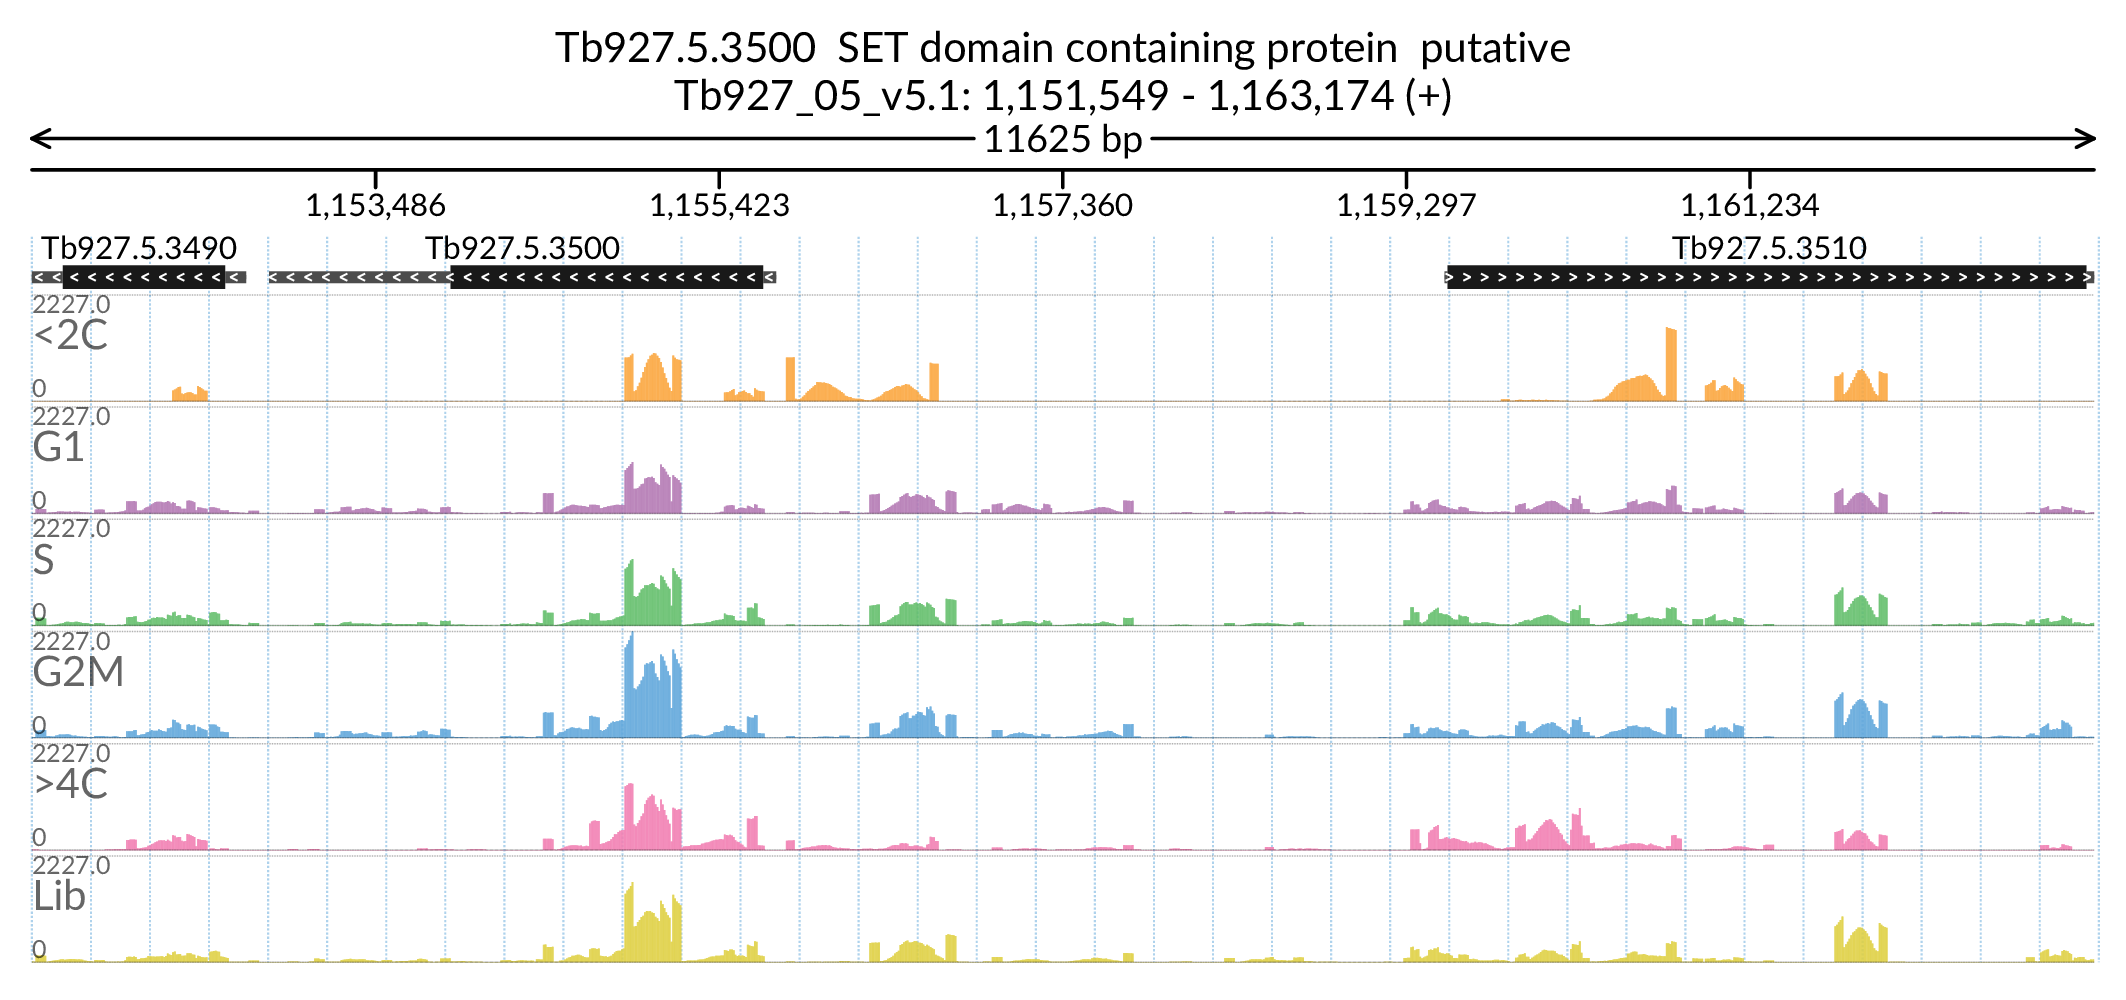 Tb927.5.3500  SET domain containing protein  putative
Tb927_05_v5.1: 1,151,549 - 1,163,174 (+)
11625 bp
1,153,486 1,155,423 1,157,360 1,159,297 1,161,234
Tb927.5.3490 Tb927.5.3500 Tb927.5.3510
2227.0
<2C
0
2227.0
G1
0
2227.0
S
0
2227.0
G2M
0
2227.0
>4C
0
2227.0
Lib
0